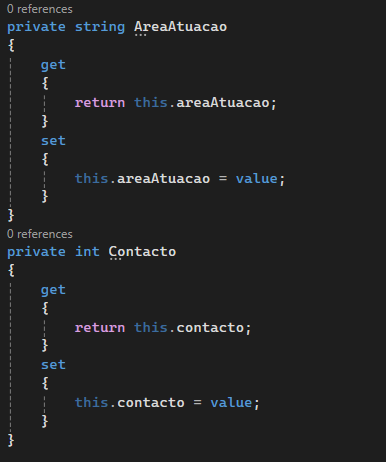 0 references
private string AreaAtuacao
{
get
{
return this.areaAtuacao;
}
set
{
this.areaAtuacao = value;
}
}
0 references
private int Contacto
{
get
{
return this.contacto;
}
set
{
this.contacto = value;
}
}